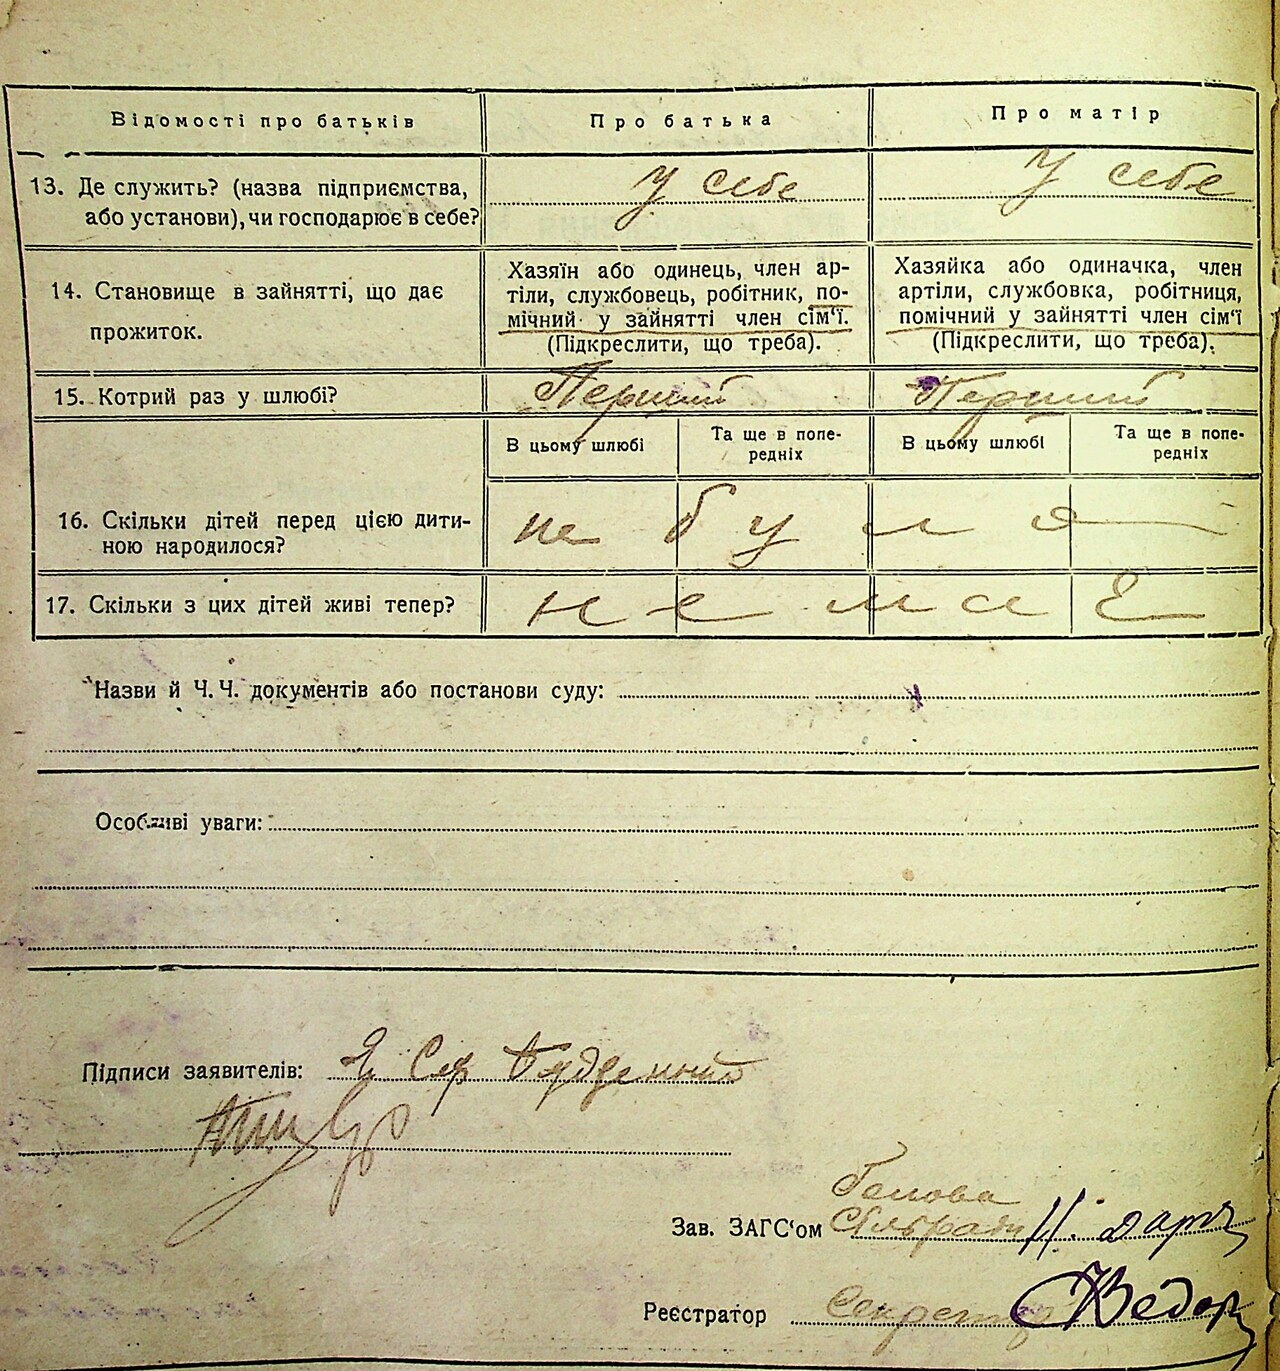 Відомості про батьків Про батька Про матір
13. Де служить? (назва підприємства, У себе У себе
або установи), чи господарює в себе?
14. Становище в зайнятті, що дає
прожиток.
Хазяїн або одинець, член ар-
тіли, службовець, робітник, по-
мічний у зайнятті член сім'ї.
(Підкреслити, що треба).
Хазяйка або одиначка, член
артіли, службовка, робітниця,
помічний у зайнятті член сім'ї
(Підкреслити, що треба).
15. Котрий раз у шлюбі? Перший Перший
В цьому шлюбі Та ще в попе-
редніх В цьому шлюбі Та ще в попе-
редніх
16. Скільки дітей перед цією дити-
ною народилося? не було
17. Скільки з цих дітей живі тепер? немає
Назви й Ч. Ч. документів або постанови суду:
Особливі уваги:
Підписи заявителів:
Голова
Зав. ЗАГС'ом Сільради
Реєстратор Секретар